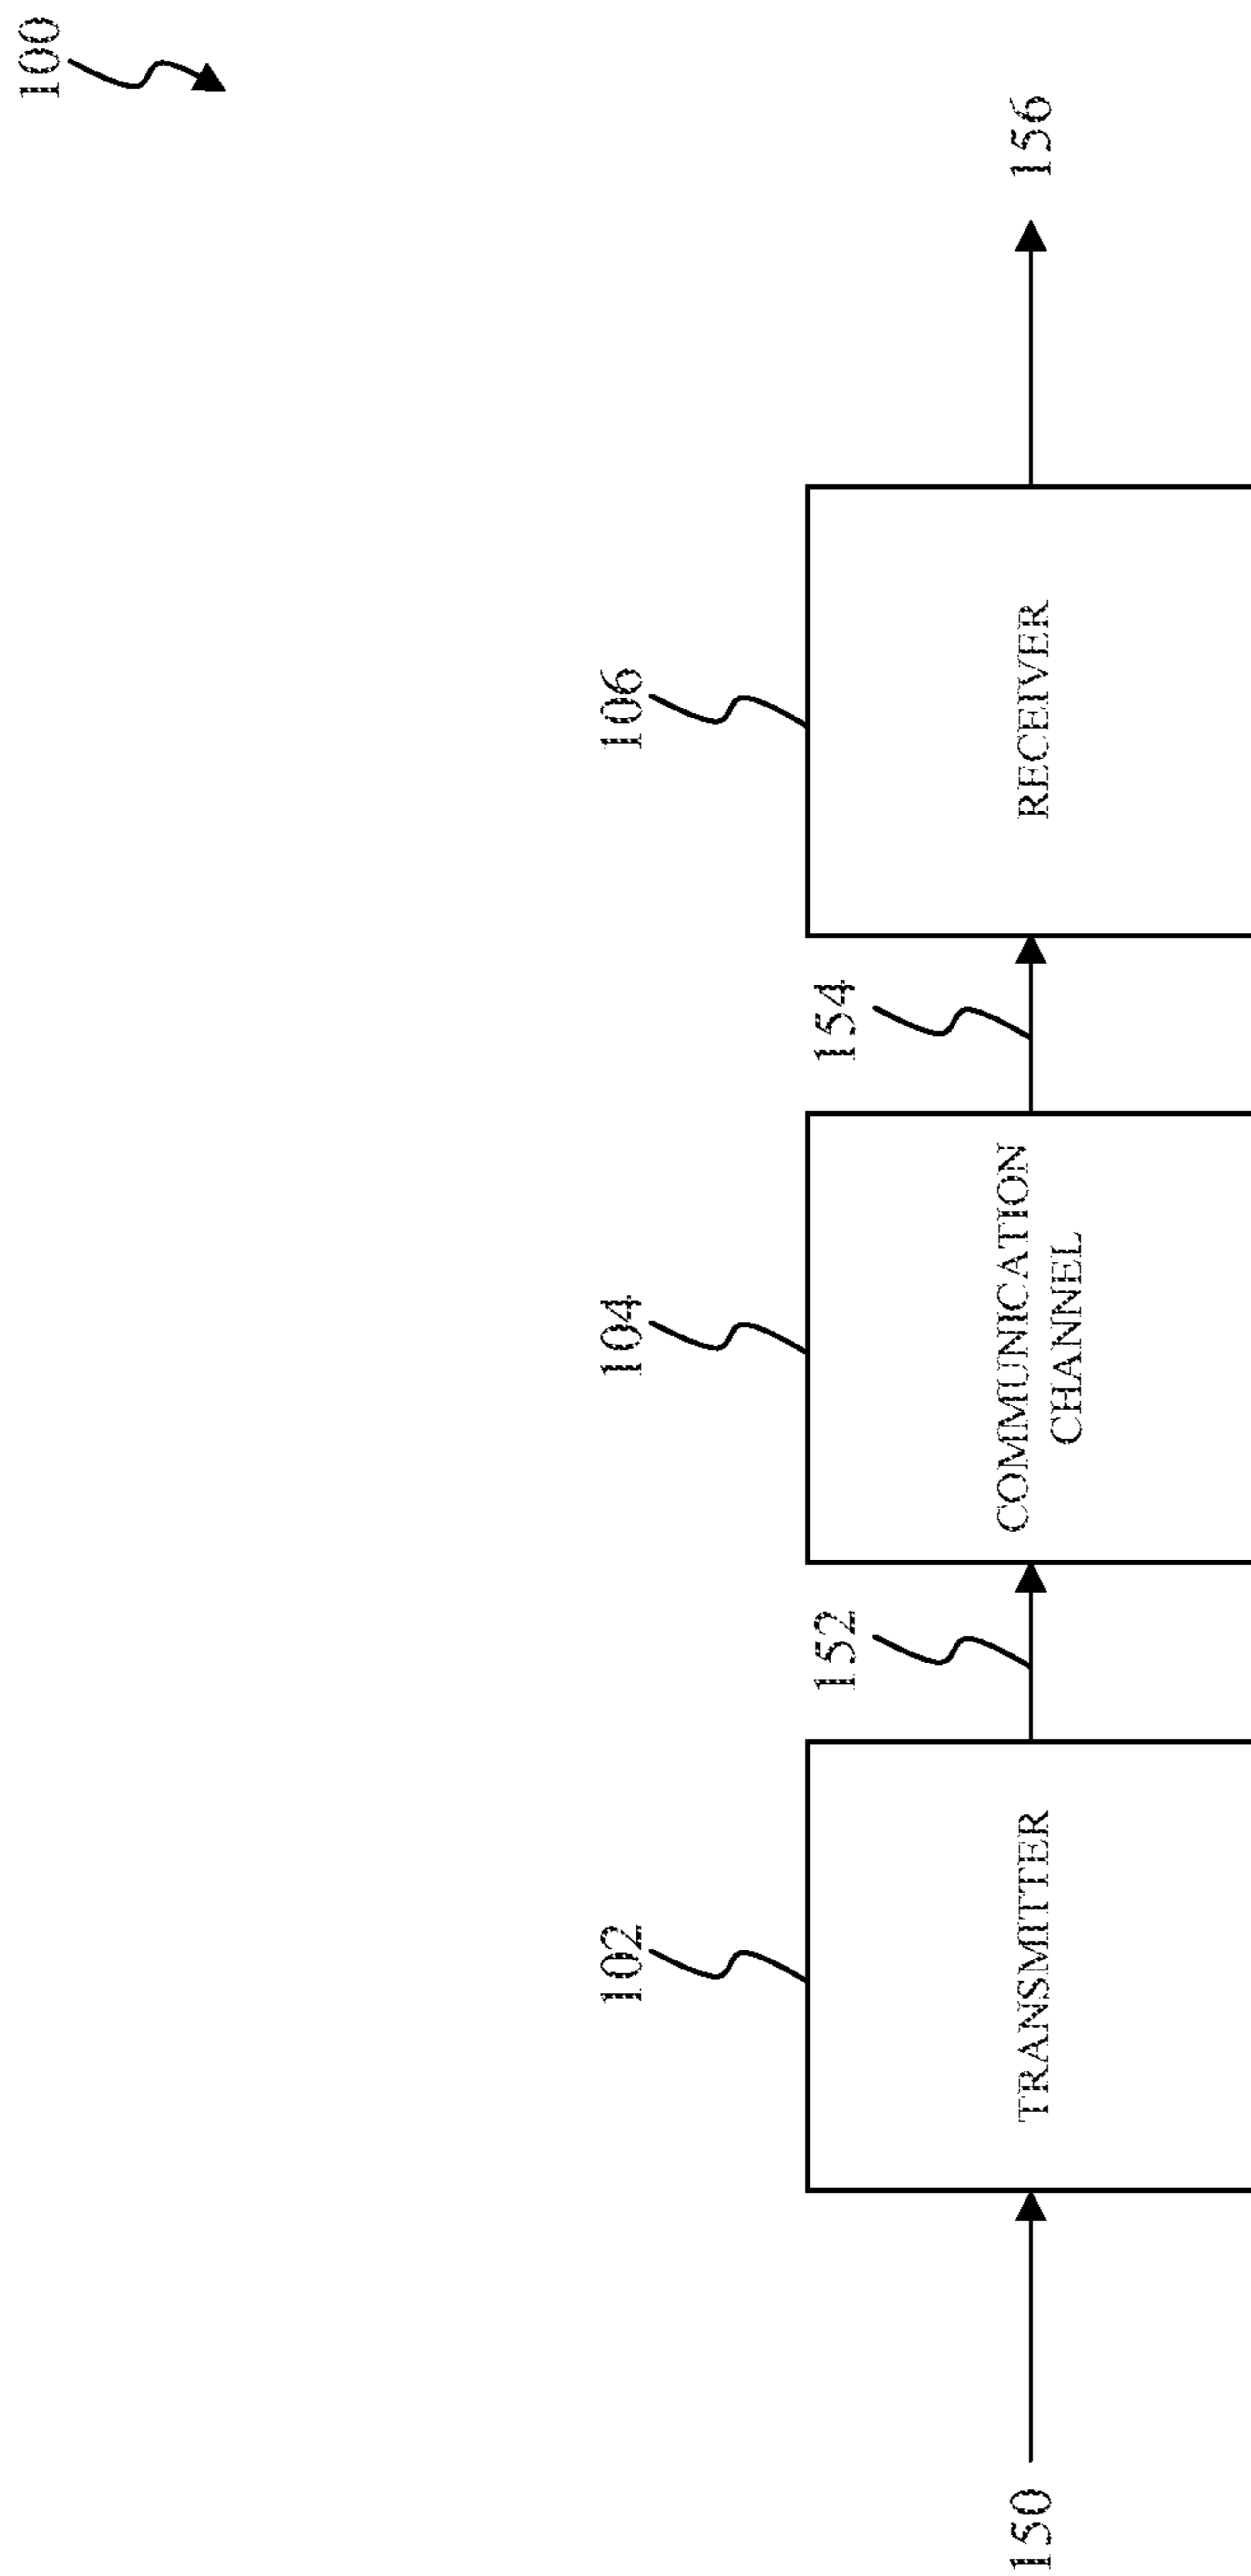 100
102
104
106
152
154
150
TRANSMITTER
COMMUNICATION
CHANNEL
RECEIVER
156